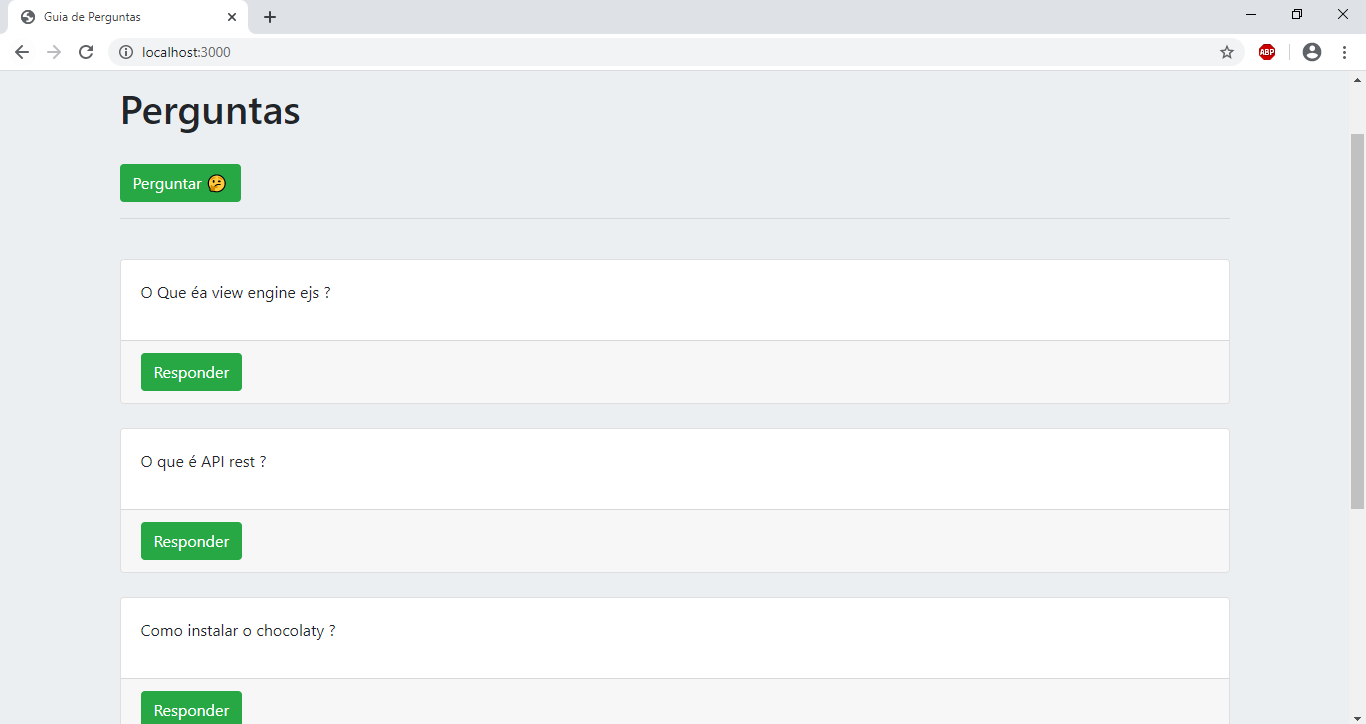 Guia de Perguntas
localhost:3000
ABP
Perguntas
Perguntar 🤔
O Que éa view engine ejs ?
Responder
O que é API rest ?
Responder
Como instalar o chocolaty ?
Responder